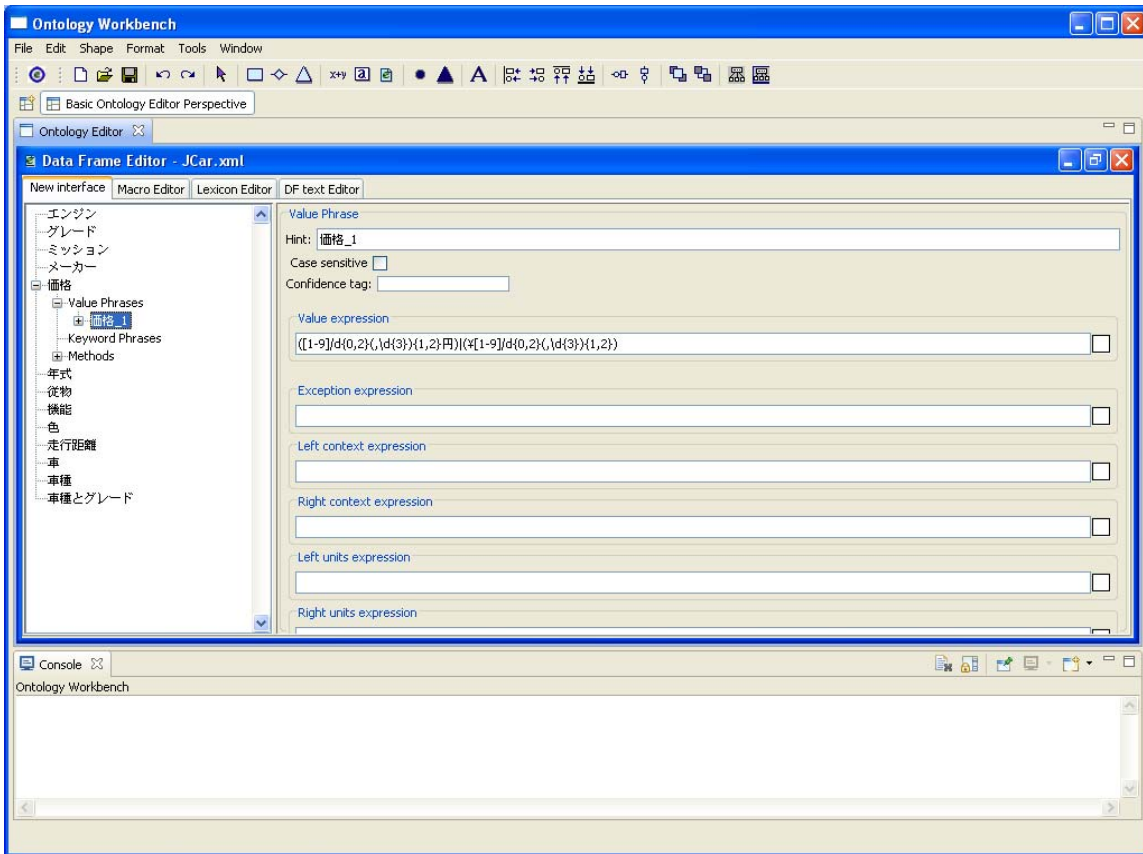 Ontology Workbench
File Edit Shape Format Tools Window
x+y a A
Basic Ontology Editor Perspective
Ontology Editor
Data Frame Editor - JCar.xml
New interface Macro Editor Lexicon Editor DF text Editor
エンジン
グレード
ミッション
メーカー
価格
Value Phrases
価格_1
Keyword Phrases
Methods
年式
従物
機能
色
走行距離
車
車種
車種とグレード
Value Phrase
Hint: 価格_1
Case sensitive
Confidence tag:
Value expression
([1-9]/d{0,2}(,\d{3}){1,2}円)|(¥[1-9]/d{0,2}(,\d{3}){1,2})
Exception expression
Left context expression
Right context expression
Left units expression
Right units expression
Console
Ontology Workbench